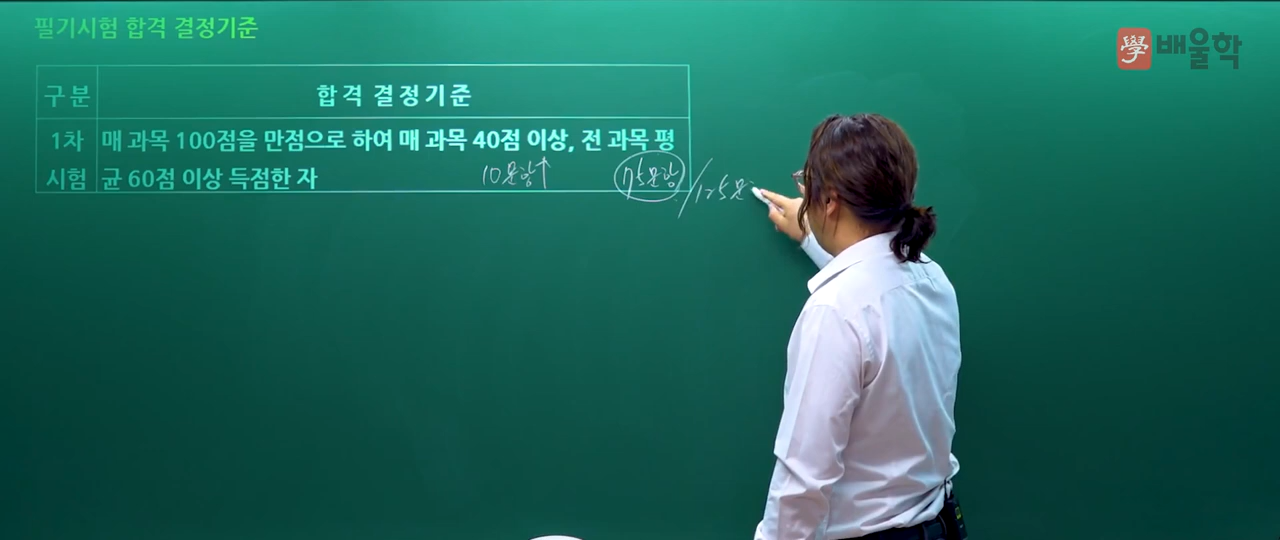 필기시험 합격 결정기준
學 배울학
구분 합격 결정기준
1차 매 과목 100점을 만점으로 하여 매 과목 40점 이상, 전 과목 평
시험 균 60점 이상 득점한 자
10문항↑ 75문항/125문